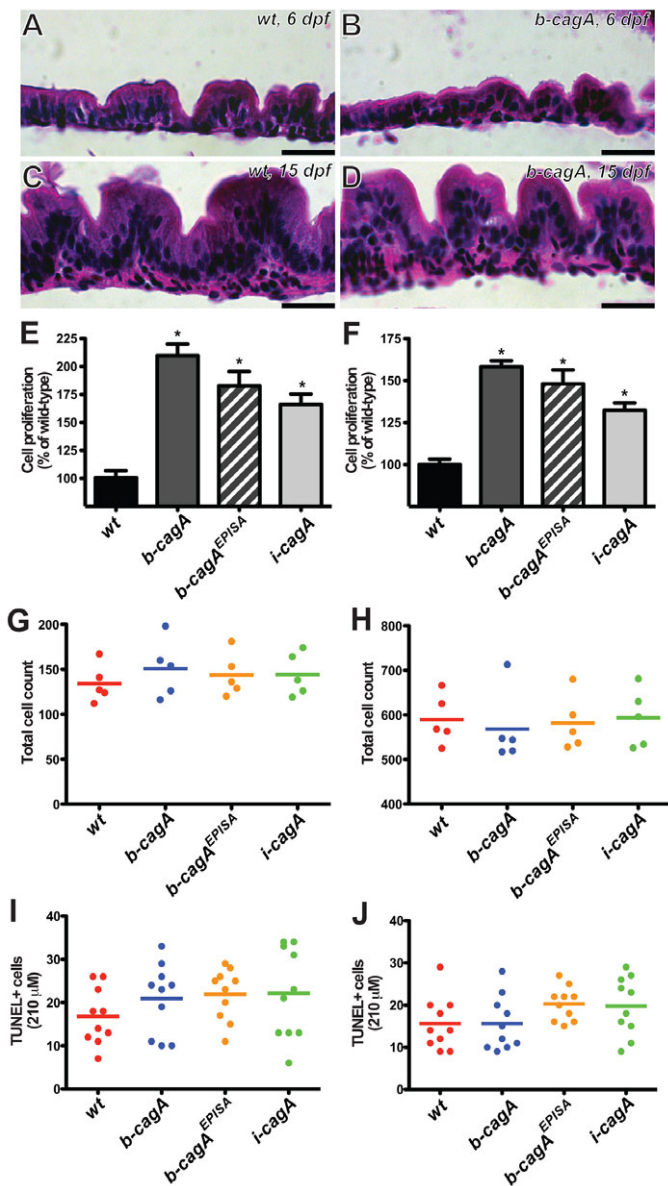 A
wt, 6 dpf
B
b-cagA, 6 dpf
C
wt, 15 dpf
D
b-cagA, 15 dpf
E
Cell proliferation
(% of wild-type)
225
200
175
150
125
100
*
*
*
wt
b-cagA
b-cagA^EPISA
i-cagA
F
Cell proliferation
(% of wild-type)
175
150
125
100
*
*
*
wt
b-cagA
b-cagA^EPISA
i-cagA
G
Total cell count
200
150
100
50
0
wt
b-cagA
b-cagA^EPISA
i-cagA
H
Total cell count
800
700
600
500
400
wt
b-cagA
b-cagA^EPISA
i-cagA
I
TUNEL+ cells
(210 μM)
40
30
20
10
0
wt
b-cagA
b-cagA^EPISA
i-cagA
J
TUNEL+ cells
(210 μM)
40
30
20
10
0
wt
b-cagA
b-cagA^EPISA
i-cagA